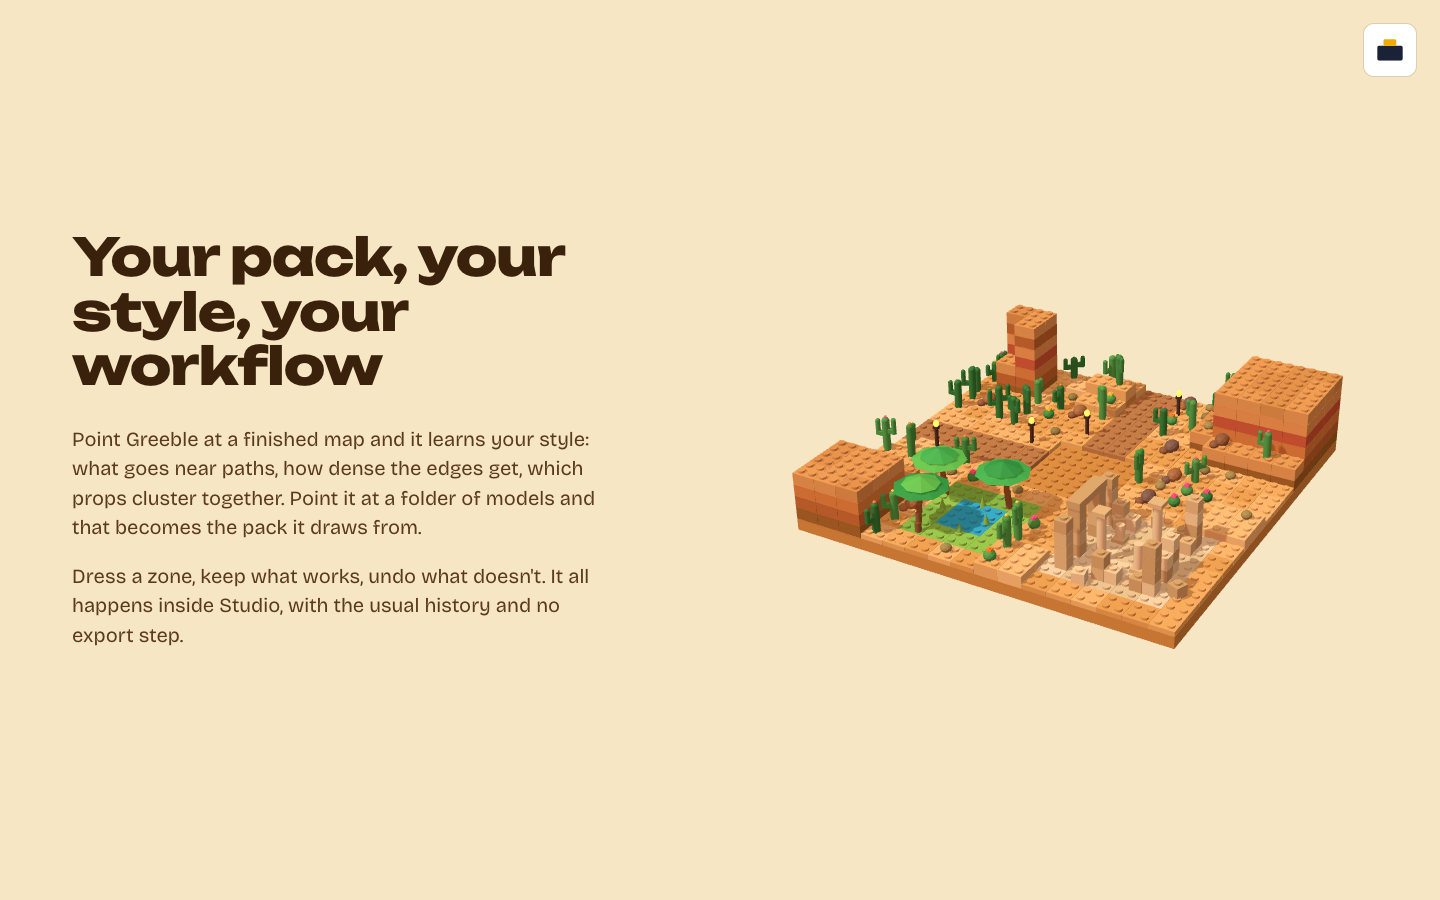 Your pack, your
style, your
workflow
Point Greeble at a finished map and it learns your style:
what goes near paths, how dense the edges get, which
props cluster together. Point it at a folder of models and
that becomes the pack it draws from.
Dress a zone, keep what works, undo what doesn't. It all
happens inside Studio, with the usual history and no
export step.